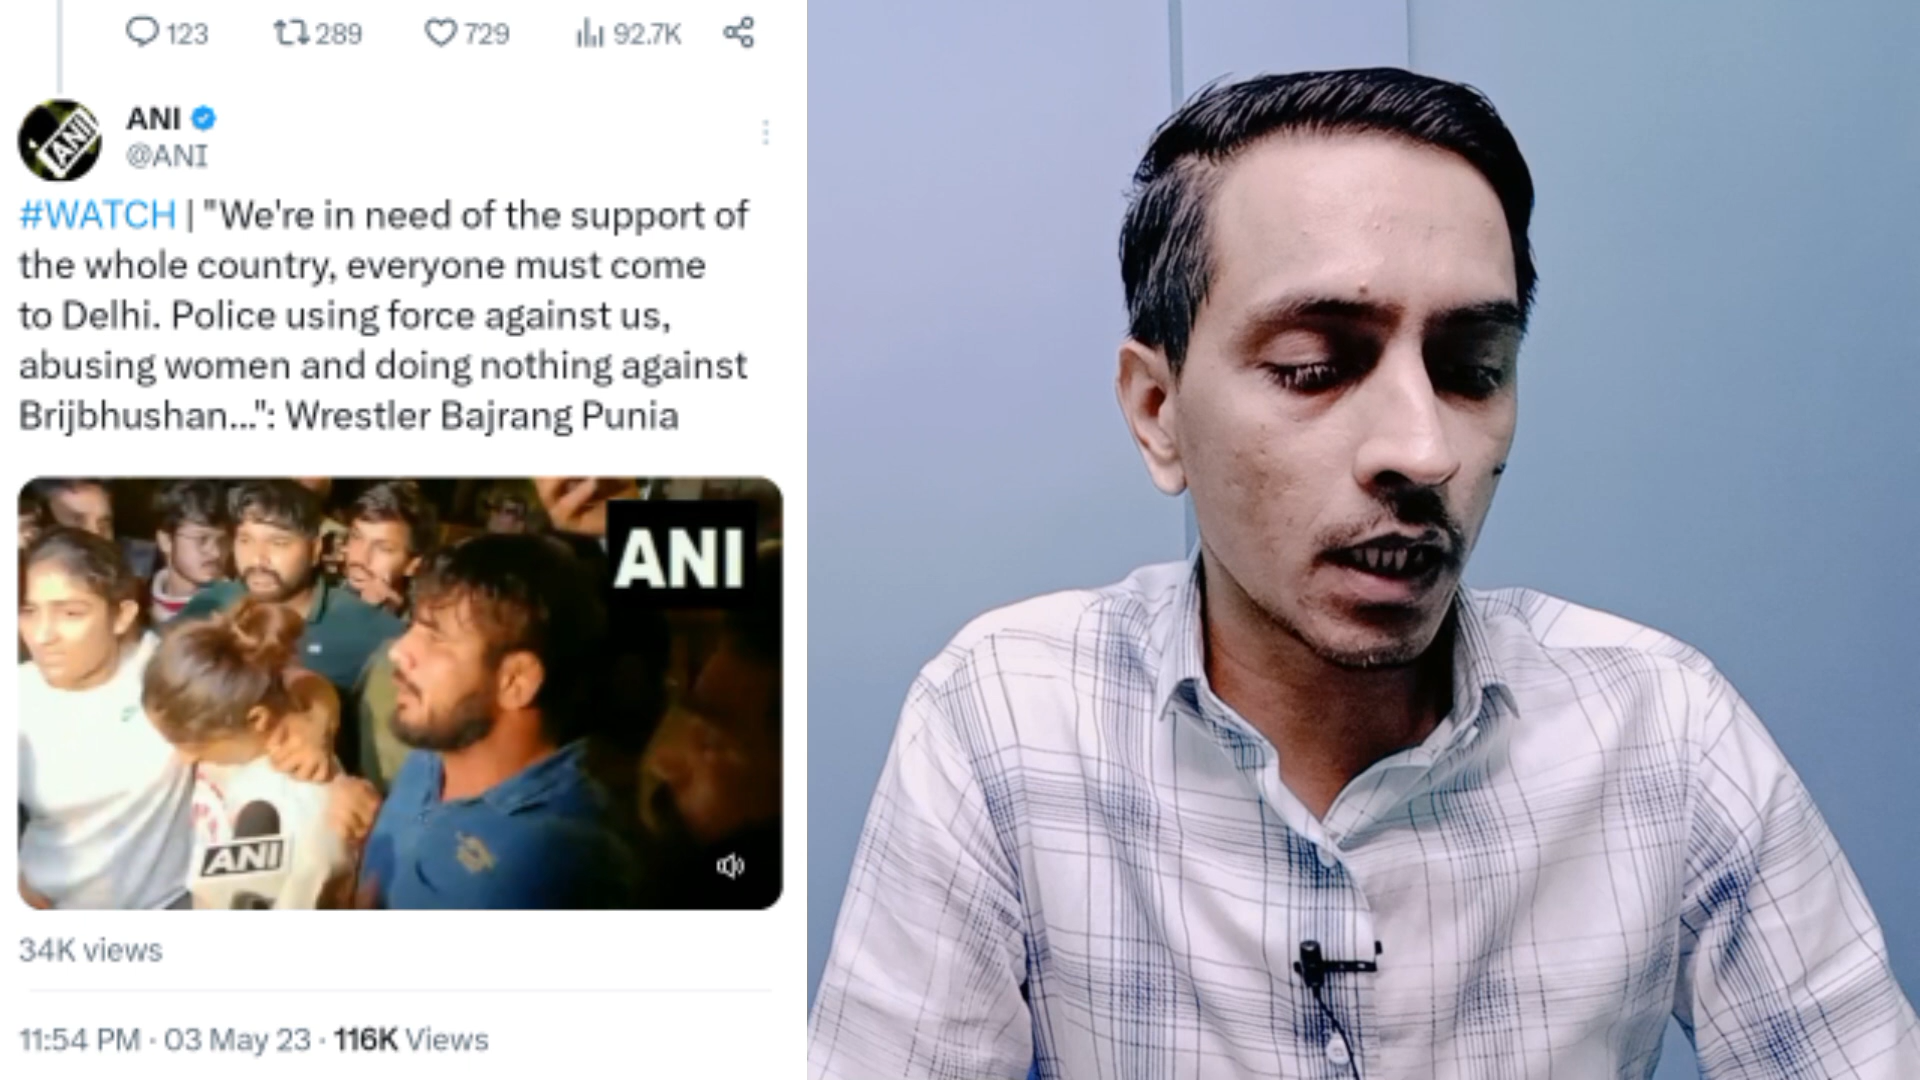 123 289 729 92.7K
ANI
ANI
@ANI
#WATCH | "We're in need of the support of
the whole country, everyone must come
to Delhi. Police using force against us,
abusing women and doing nothing against
Brijbhushan...": Wrestler Bajrang Punia
ANI
ANI
34K views
11:54 PM · 03 May 23 · 116K Views